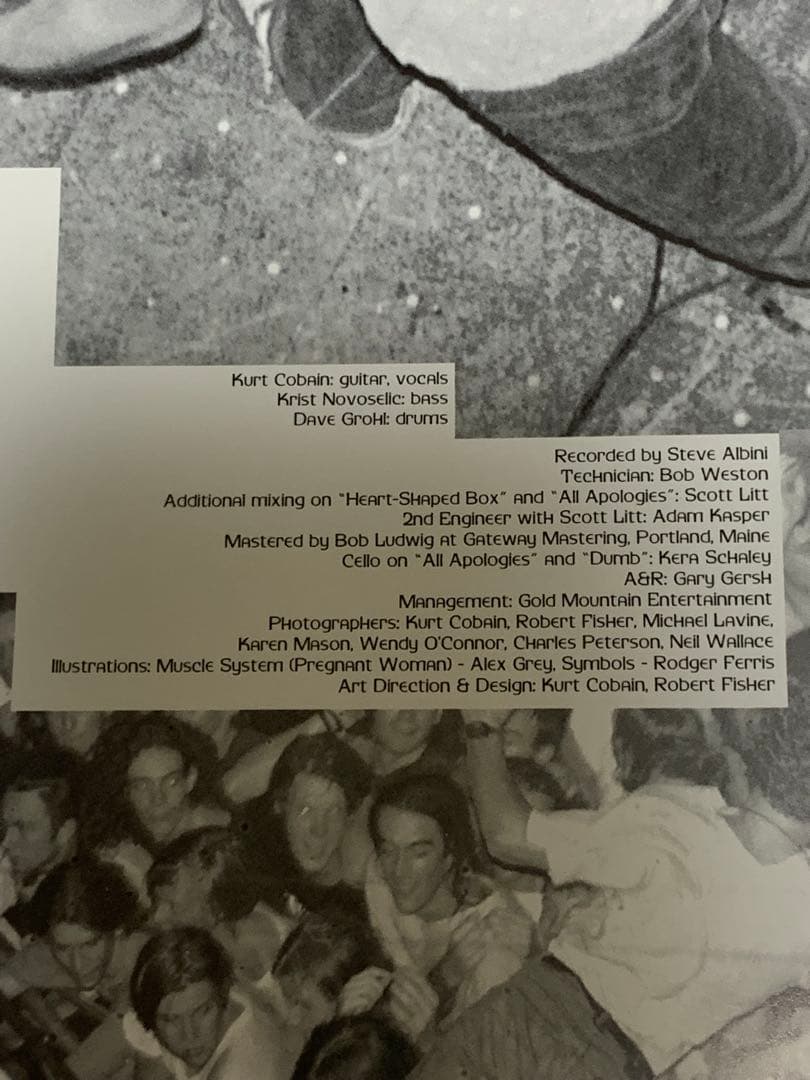 Kurt Cobain: guitar, vocals
Krist Novoselic: bass
Dave Grohl: drums
Recorded by Steve Albini
Technician: Bob Weston
Additional mixing on "Heart-Shaped Box" and "All Apologies": Scott Litt
2nd Engineer with Scott Litt: Adam Kasper
Mastered by Bob Ludwig at Gateway Mastering, Portland, Maine
Cello on "All Apologies" and "Dumb": Kera Schaley
A&R: Gary Gersh
Management: Gold Mountain Entertainment
Photographers: Kurt Cobain, Robert Fisher, Michael Lavine,
Karen Mason, Wendy O'Connor, Charles Peterson, Neil Wallace
Illustrations: Muscle System (Pregnant Woman) - Alex Grey, Symbols - Rodger Ferris
Art Direction & Design: Kurt Cobain, Robert Fisher